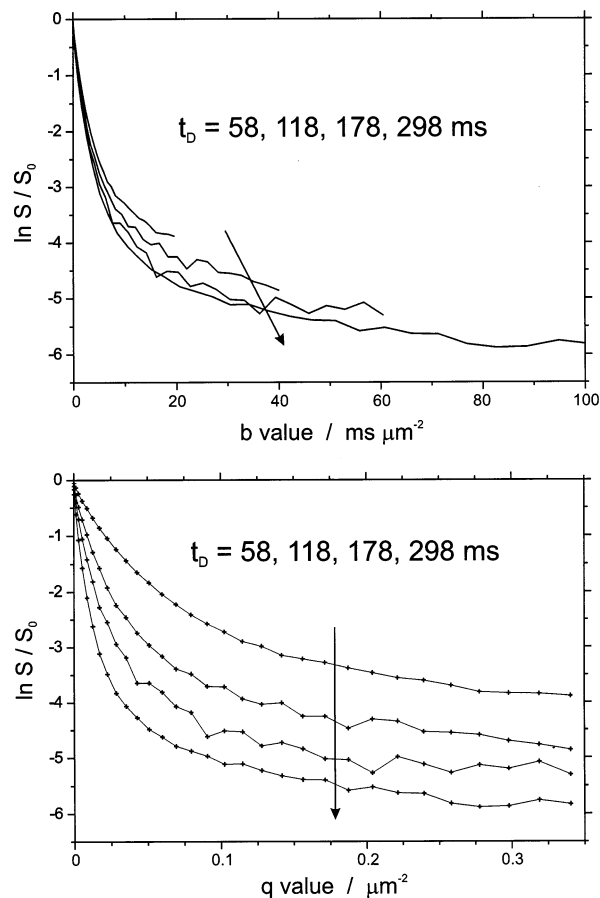 0
-1
-2
-3
-4
-5
-6
ln S / S₀
t_D = 58, 118, 178, 298 ms
0 20 40 60 80 100
b value / ms μm⁻²
0
-1
-2
-3
-4
-5
-6
ln S / S₀
t_D = 58, 118, 178, 298 ms
0 0.1 0.2 0.3
q value / μm⁻²